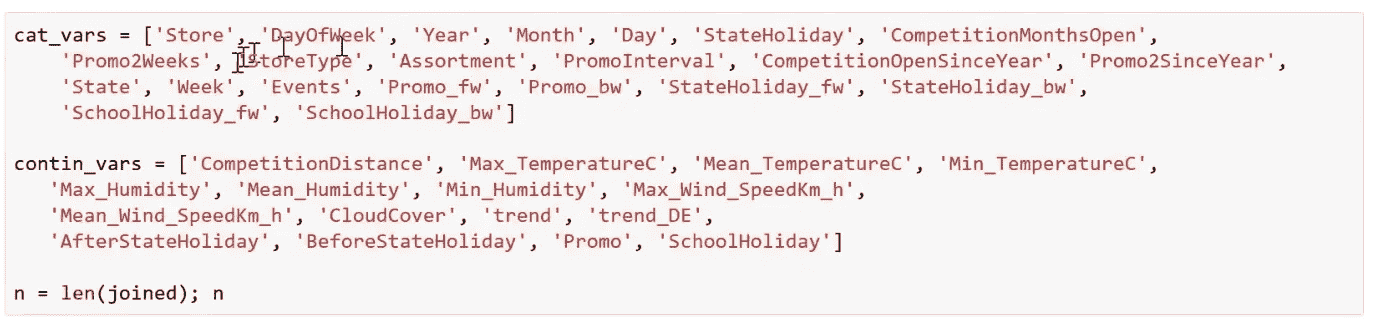 cat_vars = ['Store', 'DayOfWeek', 'Year', 'Month', 'Day', 'StateHoliday', 'CompetitionMonthsOpen',
'Promo2Weeks', 'StoreType', 'Assortment', 'PromoInterval', 'CompetitionOpenSinceYear', 'Promo2SinceYear',
'State', 'Week', 'Events', 'Promo_fw', 'Promo_bw', 'StateHoliday_fw', 'StateHoliday_bw',
'SchoolHoliday_fw', 'SchoolHoliday_bw']
contin_vars = ['CompetitionDistance', 'Max_TemperatureC', 'Mean_TemperatureC', 'Min_TemperatureC',
'Max_Humidity', 'Mean_Humidity', 'Min_Humidity', 'Max_Wind_SpeedKm_h',
'Mean_Wind_SpeedKm_h', 'CloudCover', 'trend', 'trend_DE',
'AfterStateHoliday', 'BeforeStateHoliday', 'Promo', 'SchoolHoliday']
n = len(joined); n